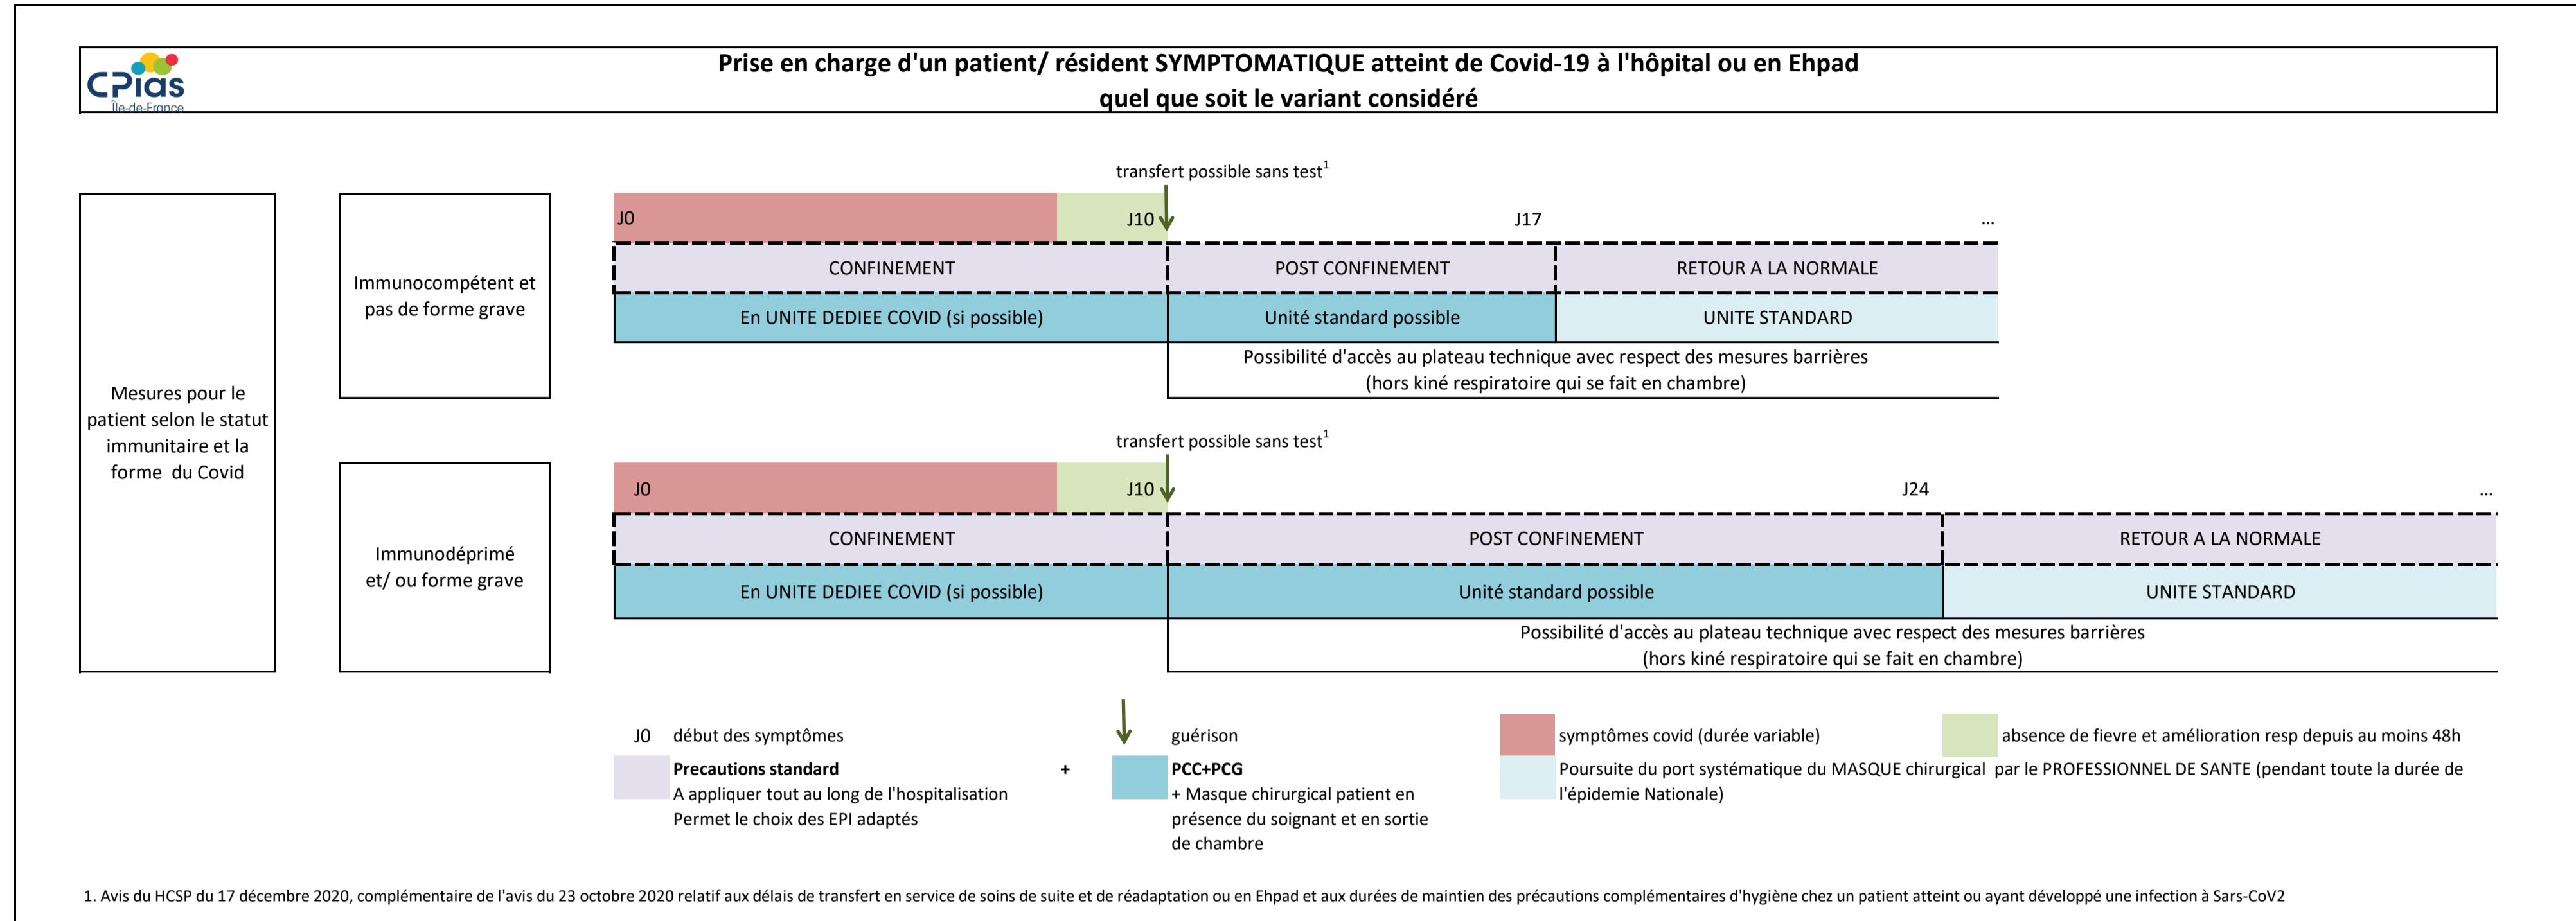 CPias
Île-de-France
Prise en charge d'un patient/ résident SYMPTOMATIQUE atteint de Covid-19 à l'hôpital ou en Ehpad
quel que soit le variant considéré
Mesures pour le
patient selon le statut
immunitaire et la
forme du Covid
Immunocompétent et
pas de forme grave
transfert possible sans test1
J0
J10
J17
...
CONFINEMENT
POST CONFINEMENT
RETOUR A LA NORMALE
En UNITE DEDIEE COVID (si possible)
Unité standard possible
UNITE STANDARD
Possibilité d'accès au plateau technique avec respect des mesures barrières
(hors kiné respiratoire qui se fait en chambre)
Immunodéprimé
et/ ou forme grave
transfert possible sans test1
J0
J10
J24
...
CONFINEMENT
POST CONFINEMENT
RETOUR A LA NORMALE
En UNITE DEDIEE COVID (si possible)
Unité standard possible
UNITE STANDARD
Possibilité d'accès au plateau technique avec respect des mesures barrières
(hors kiné respiratoire qui se fait en chambre)
J0 début des symptômes
guérison
symptômes covid (durée variable)
absence de fievre et amélioration resp depuis au moins 48h
Precautions standard
A appliquer tout au long de l'hospitalisation
Permet le choix des EPI adaptés
+
PCC+PCG
+ Masque chirurgical patient en
présence du soignant et en sortie
de chambre
Poursuite du port systématique du MASQUE chirurgical par le PROFESSIONNEL DE SANTE (pendant toute la durée de
l'épidemie Nationale)
1. Avis du HCSP du 17 décembre 2020, complémentaire de l'avis du 23 octobre 2020 relatif aux délais de transfert en service de soins de suite et de réadaptation ou en Ehpad et aux durées de maintien des précautions complémentaires d'hygiène chez un patient atteint ou ayant développé une infection à Sars-CoV2